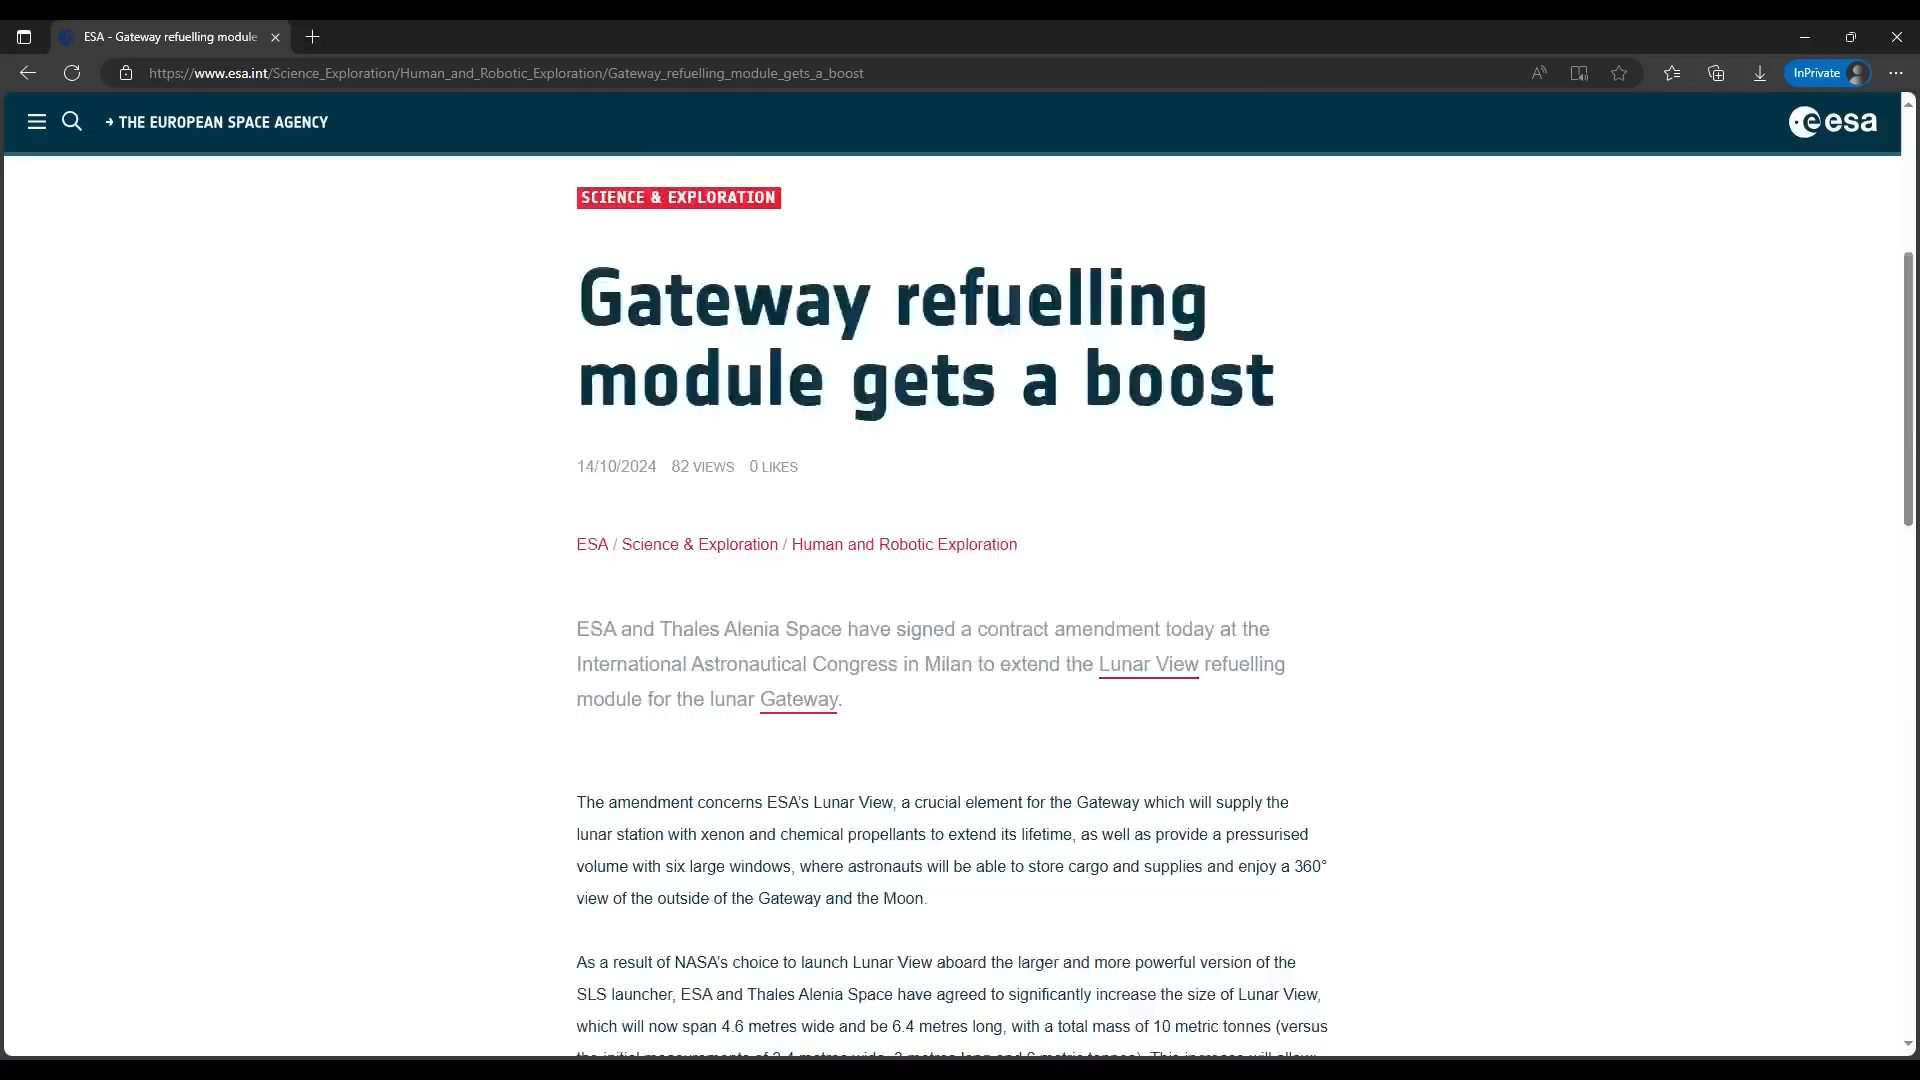 ESA - Gateway refuelling module
https://www.esa.int/Science_Exploration/Human_and_Robotic_Exploration/Gateway_refuelling_module_gets_a_boost
InPrivate
THE EUROPEAN SPACE AGENCY
esa
SCIENCE & EXPLORATION
Gateway refuelling
module gets a boost
14/10/2024 82 VIEWS 0 LIKES
ESA / Science & Exploration / Human and Robotic Exploration
ESA and Thales Alenia Space have signed a contract amendment today at the
International Astronautical Congress in Milan to extend the Lunar View refuelling
module for the lunar Gateway.
The amendment concerns ESA's Lunar View, a crucial element for the Gateway which will supply the
lunar station with xenon and chemical propellants to extend its lifetime, as well as provide a pressurised
volume with six large windows, where astronauts will be able to store cargo and supplies and enjoy a 360°
view of the outside of the Gateway and the Moon.
As a result of NASA's choice to launch Lunar View aboard the larger and more powerful version of the
SLS launcher, ESA and Thales Alenia Space have agreed to significantly increase the size of Lunar View,
which will now span 4.6 metres wide and be 6.4 metres long, with a total mass of 10 metric tonnes (versus